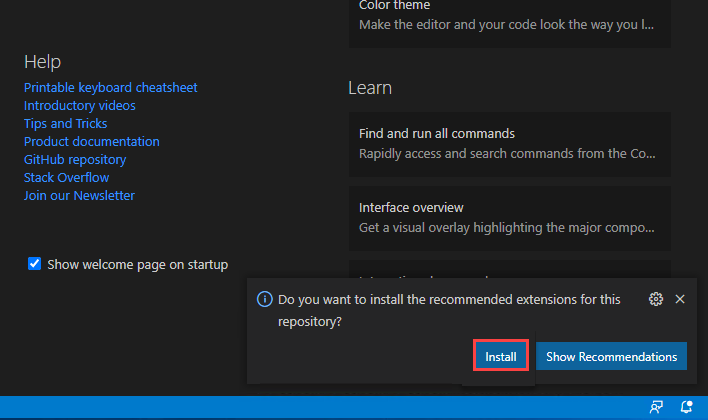 Color theme
Make the editor and your code look the way you l...
Help
Printable keyboard cheatsheet
Introductory videos
Tips and Tricks
Product documentation
GitHub repository
Stack Overflow
Join our Newsletter
Learn
Find and run all commands
Rapidly access and search commands from the Co...
Interface overview
Get a visual overlay highlighting the major compo...
Show welcome page on startup
Do you want to install the recommended extensions for this
repository?
Install
Show Recommendations